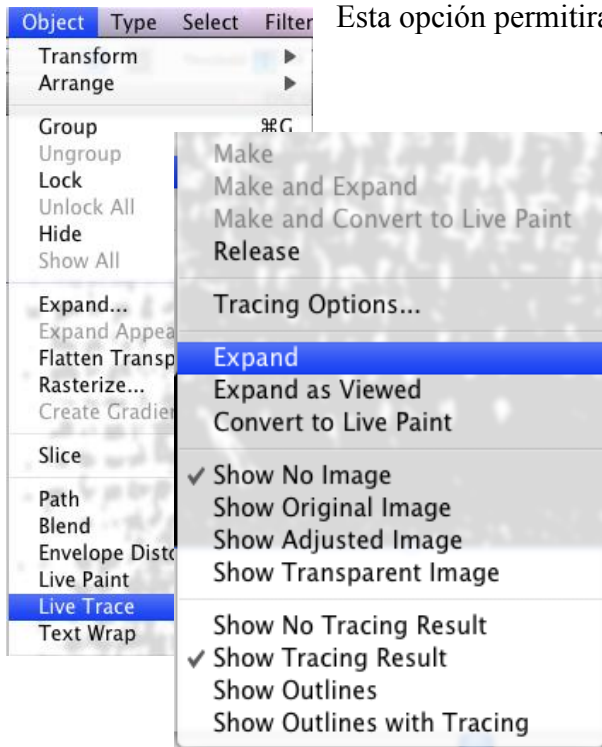 Object Type Select Filter
Esta opción permitirá
Transform
Arrange
Group ⌘G
Ungroup
Lock
Unlock All
Hide
Show All
Expand...
Expand Appea
Flatten Transp
Rasterize...
Create Gradie
Slice
Path
Blend
Envelope Disto
Live Paint
Live Trace
Text Wrap
Make
Make and Expand
Make and Convert to Live Paint
Release
Tracing Options...
Expand
Expand as Viewed
Convert to Live Paint
✓ Show No Image
Show Original Image
Show Adjusted Image
Show Transparent Image
Show No Tracing Result
✓ Show Tracing Result
Show Outlines
Show Outlines with Tracing